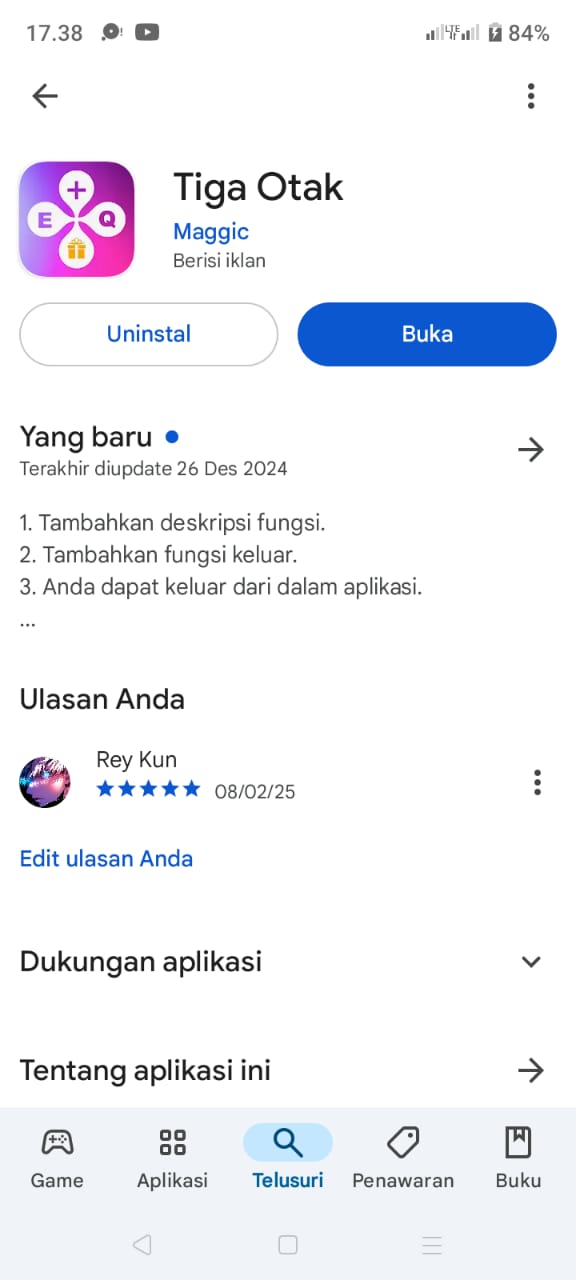 17.38
LTE
84%
E
Q
Tiga Otak
Maggic
Berisi iklan
Uninstal
Buka
Yang baru
Terakhir diupdate 26 Des 2024
1. Tambahkan deskripsi fungsi.
2. Tambahkan fungsi keluar.
3. Anda dapat keluar dari dalam aplikasi.
...
Ulasan Anda
Rey Kun
08/02/25
Edit ulasan Anda
Dukungan aplikasi
Tentang aplikasi ini
Game
Aplikasi
Telusuri
Penawaran
Buku